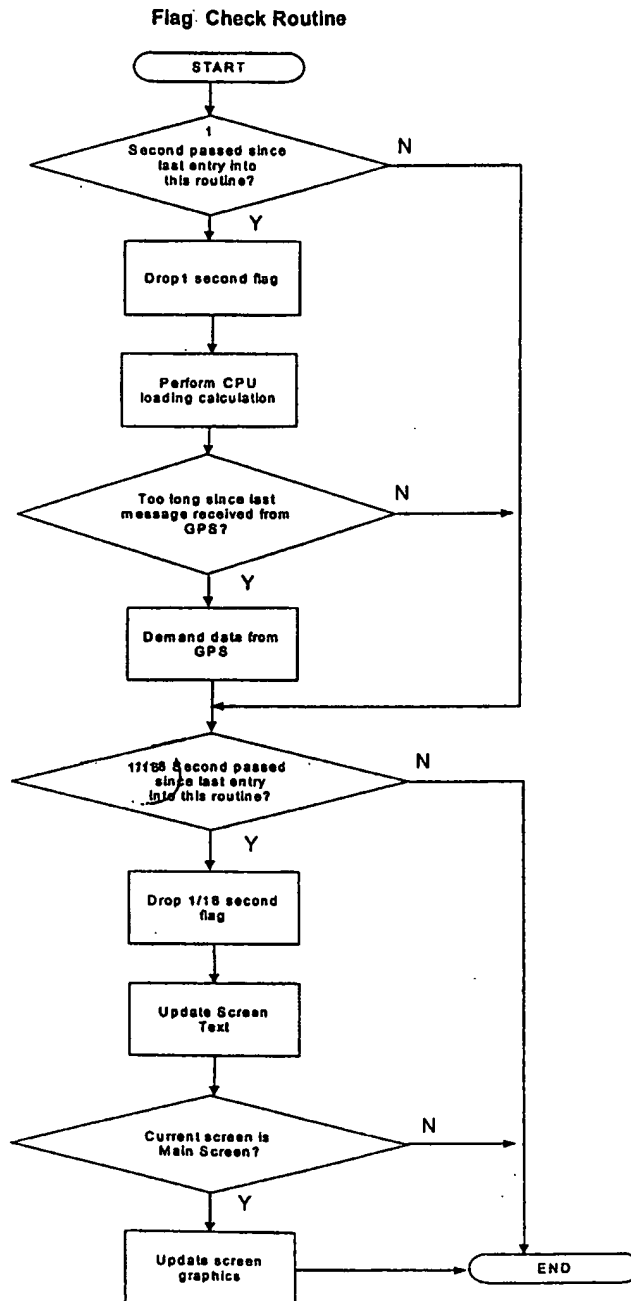 Flag Check Routine
START
1
Second passed since
last entry into
this routine?
N
Y
Drop1 second flag
Perform CPU
loading calculation
Too long since last
message received from
GPS?
N
Y
Demand data from
GPS
Second passed
since last entry
into this routine?
N
Y
Drop 1/16 second
flag
Update Screen
Text
Current screen is
Main Screen?
N
Y
Update screen
graphics
END